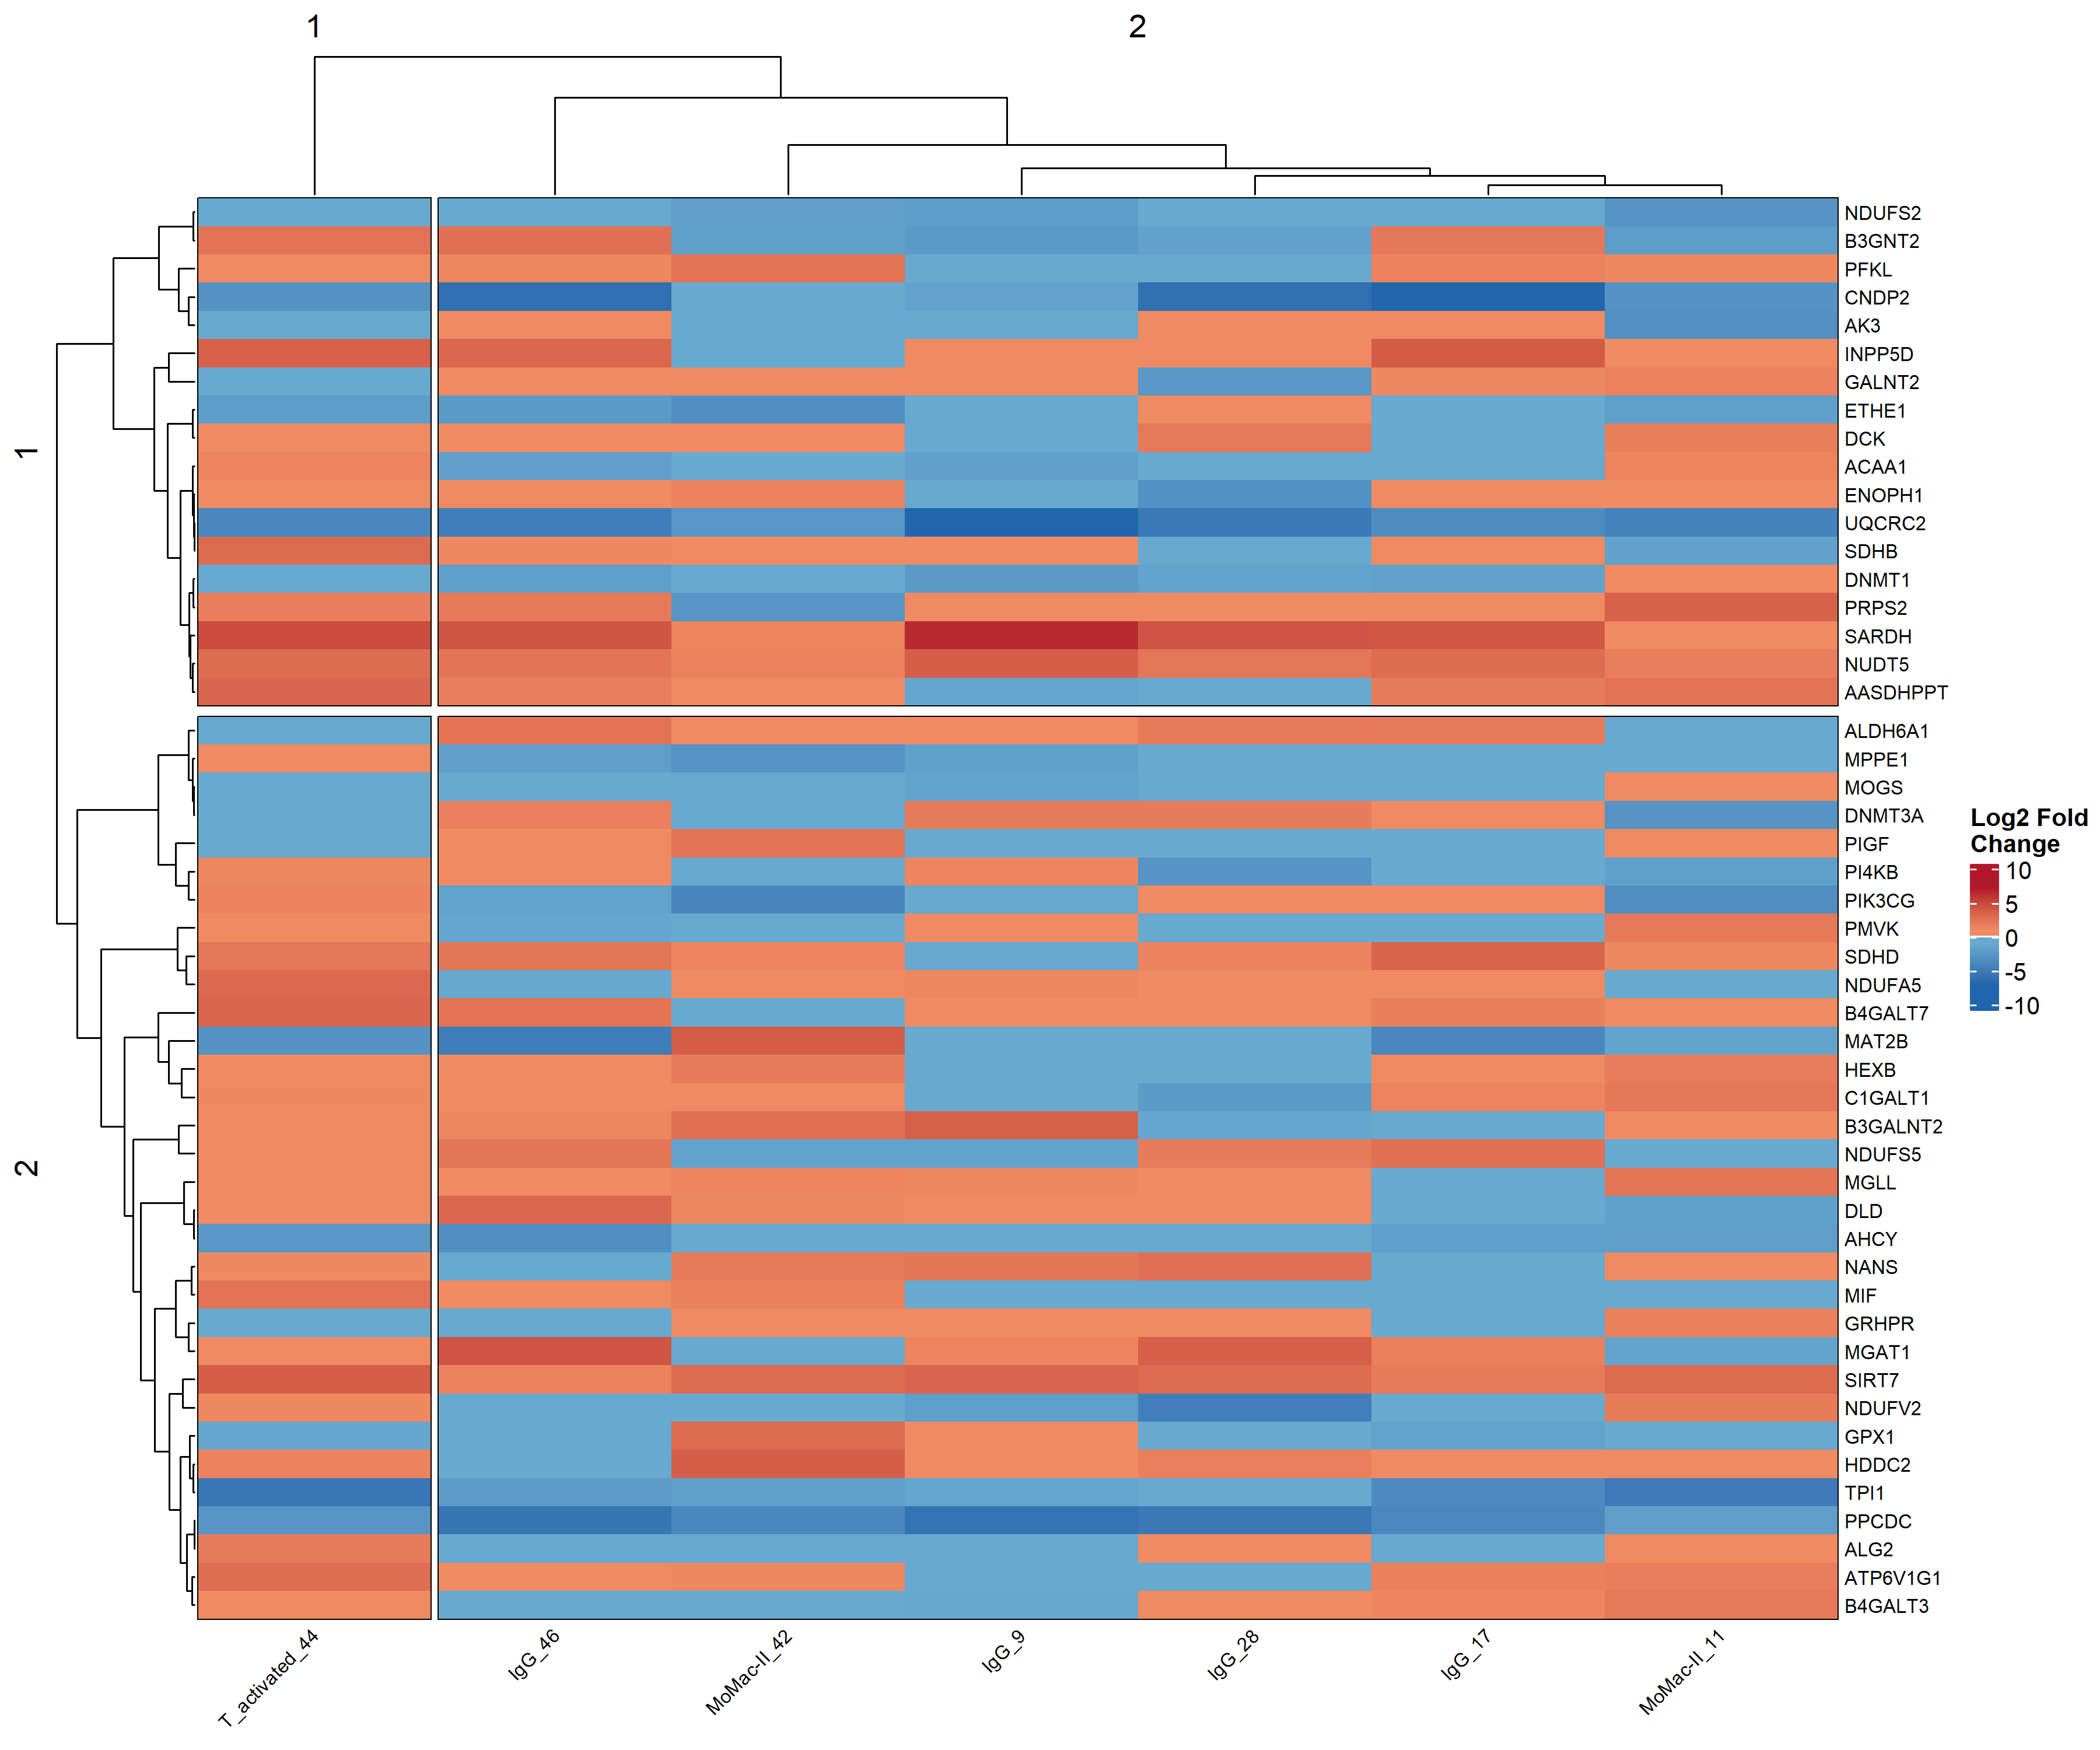 1
2
1
2
NDUFS2
B3GNT2
PFKL
CNDP2
AK3
INPP5D
GALNT2
ETHE1
DCK
ACAA1
ENOPH1
UQCRC2
SDHB
DNMT1
PRPS2
SARDH
NUDT5
AASDHPPT
ALDH6A1
MPPE1
MOGS
DNMT3A
PIGF
PI4KB
PIK3CG
PMVK
SDHD
NDUFA5
B4GALT7
MAT2B
HEXB
C1GALT1
B3GALNT2
NDUFS5
MGLL
DLD
AHCY
NANS
MIF
GRHPR
MGAT1
SIRT7
NDUFV2
GPX1
HDDC2
TPI1
PPCDC
ALG2
ATP6V1G1
B4GALT3
Log2 Fold
Change
10
5
0
-5
-10
T_activated_44
IgG_46
MoMac-II_42
IgG_9
IgG_28
IgG_17
MoMac-II_11